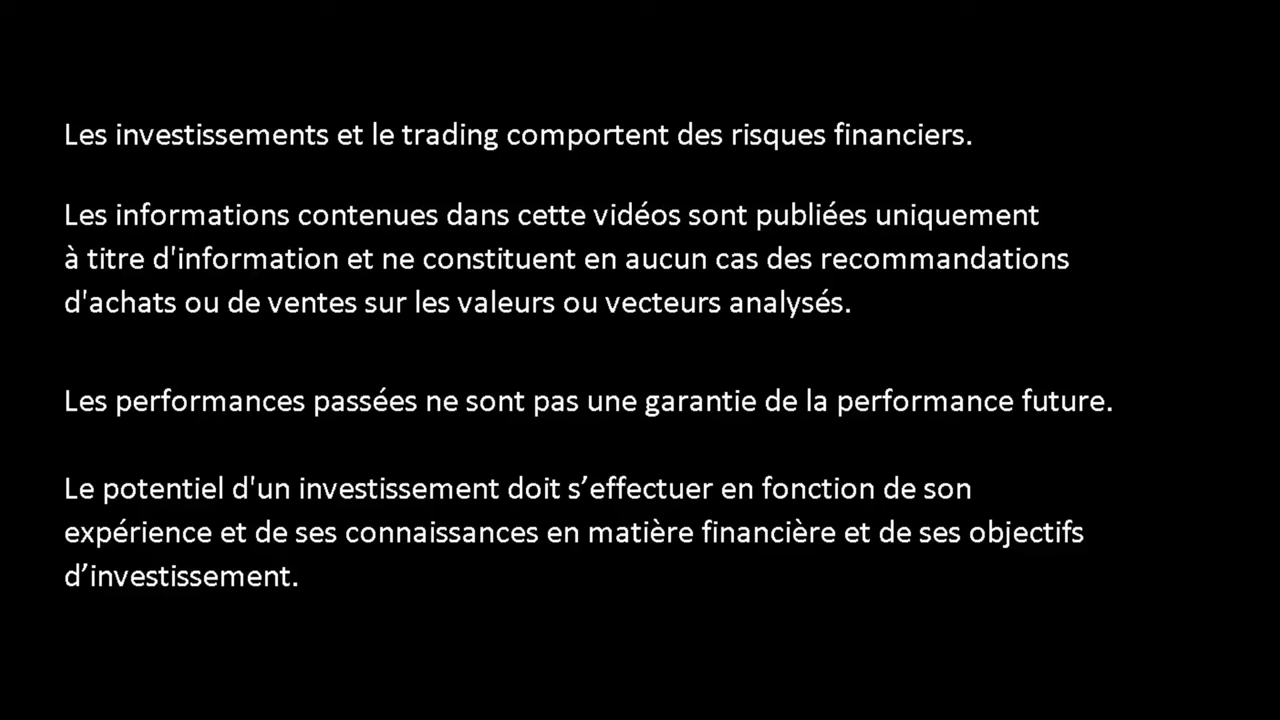 Les investissements et le trading comportent des risques financiers.
Les informations contenues dans cette vidéos sont publiées uniquement
à titre d'information et ne constituent en aucun cas des recommandations
d'achats ou de ventes sur les valeurs ou vecteurs analysés.
Les performances passées ne sont pas une garantie de la performance future.
Le potentiel d'un investissement doit s’effectuer en fonction de son
expérience et de ses connaissances en matière financière et de ses objectifs
d’investissement.